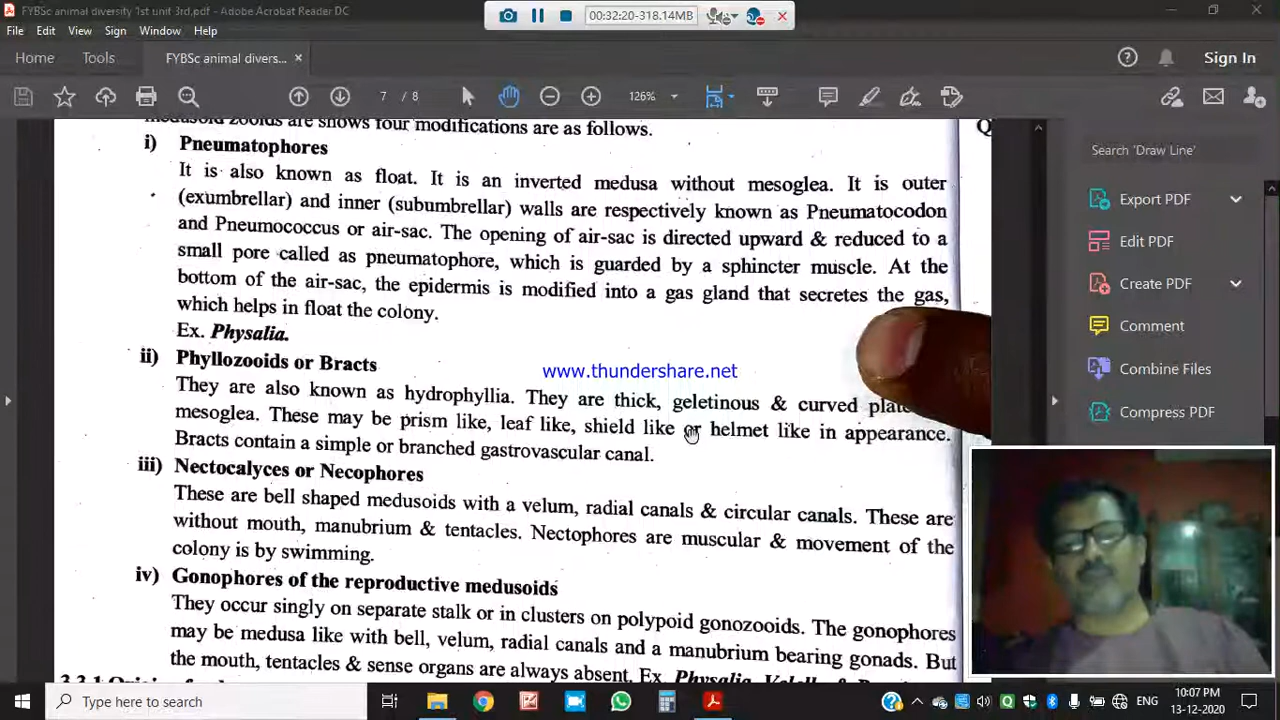 FYBSc animal diversity 1st unit 3rd.pdf - Adobe Acrobat Reader DC
00:32:20-318.14MB
File Edit View Sign Window Help
Home Tools FYBSc animal divers... × Sign In
7 / 8 126%
medusoid zooids are shows four modifications are as follows.
Q
i) Pneumatophores
It is also known as float. It is an inverted medusa without mesoglea. It is outer
(exumbrellar) and inner (subumbrellar) walls are respectively known as Pneumatocodon
and Pneumococcus or air-sac. The opening of air-sac is directed upward & reduced to a
small pore called as pneumatophore, which is guarded by a sphincter muscle. At the
bottom of the air-sac, the epidermis is modified into a gas gland that secretes the gas,
which helps in float the colony.
Ex. Physalia.
ii) Phyllozooids or Bracts
www.thundershare.net
They are also known as hydrophyllia. They are thick, geletinous & curved
mesoglea. These may be prism like, leaf like, shield like or helmet like in appearance.
Bracts contain a simple or branched gastrovascular canal.
iii) Nectocalyces or Necophores
These are bell shaped medusoids with a velum, radial canals & circular canals. These are
without mouth, manubrium & tentacles. Nectophores are muscular & movement of the
colony is by swimming.
iv) Gonophores of the reproductive medusoids
They occur singly on separate stalk or in clusters on polypoid gonozooids. The gonophores
may be medusa like with bell, velum, radial canals and a manubrium bearing gonads. But
the mouth, tentacles & sense organs are always absent. Ex. Physalia, Velella &
Search 'Draw Line'
Export PDF
Edit PDF
Create PDF
Comment
Combine Files
Compress PDF
Type here to search
ENG
10:07 PM
13-12-2020